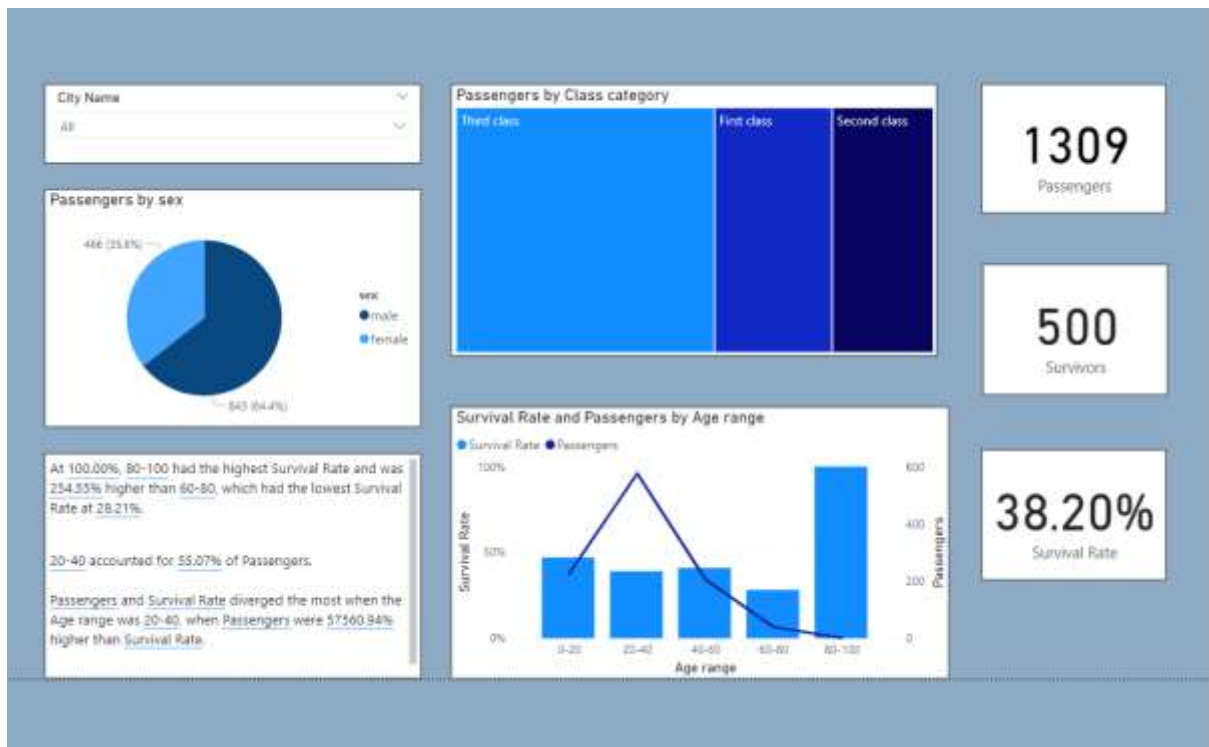 City Name
All
Passengers by sex
466 (35.6%)
sex
male
female
843 (64.4%)
At 100.00%, 80-100 had the highest Survival Rate and was
254.55% higher than 60-80, which had the lowest Survival
Rate at 28.21%.
20-40 accounted for 55.07% of Passengers.
Passengers and Survival Rate diverged the most when the
Age range was 20-40, when Passengers were 57560.94%
higher than Survival Rate.
Passengers by Class category
Third class
First class
Second class
Survival Rate and Passengers by Age range
Survival Rate Passengers
100%
50%
0%
Survival Rate
600
400
200
0
Passengers
0-20 20-40 40-60 60-80 80-100
Age range
1309
Passengers
500
Survivors
38.20%
Survival Rate